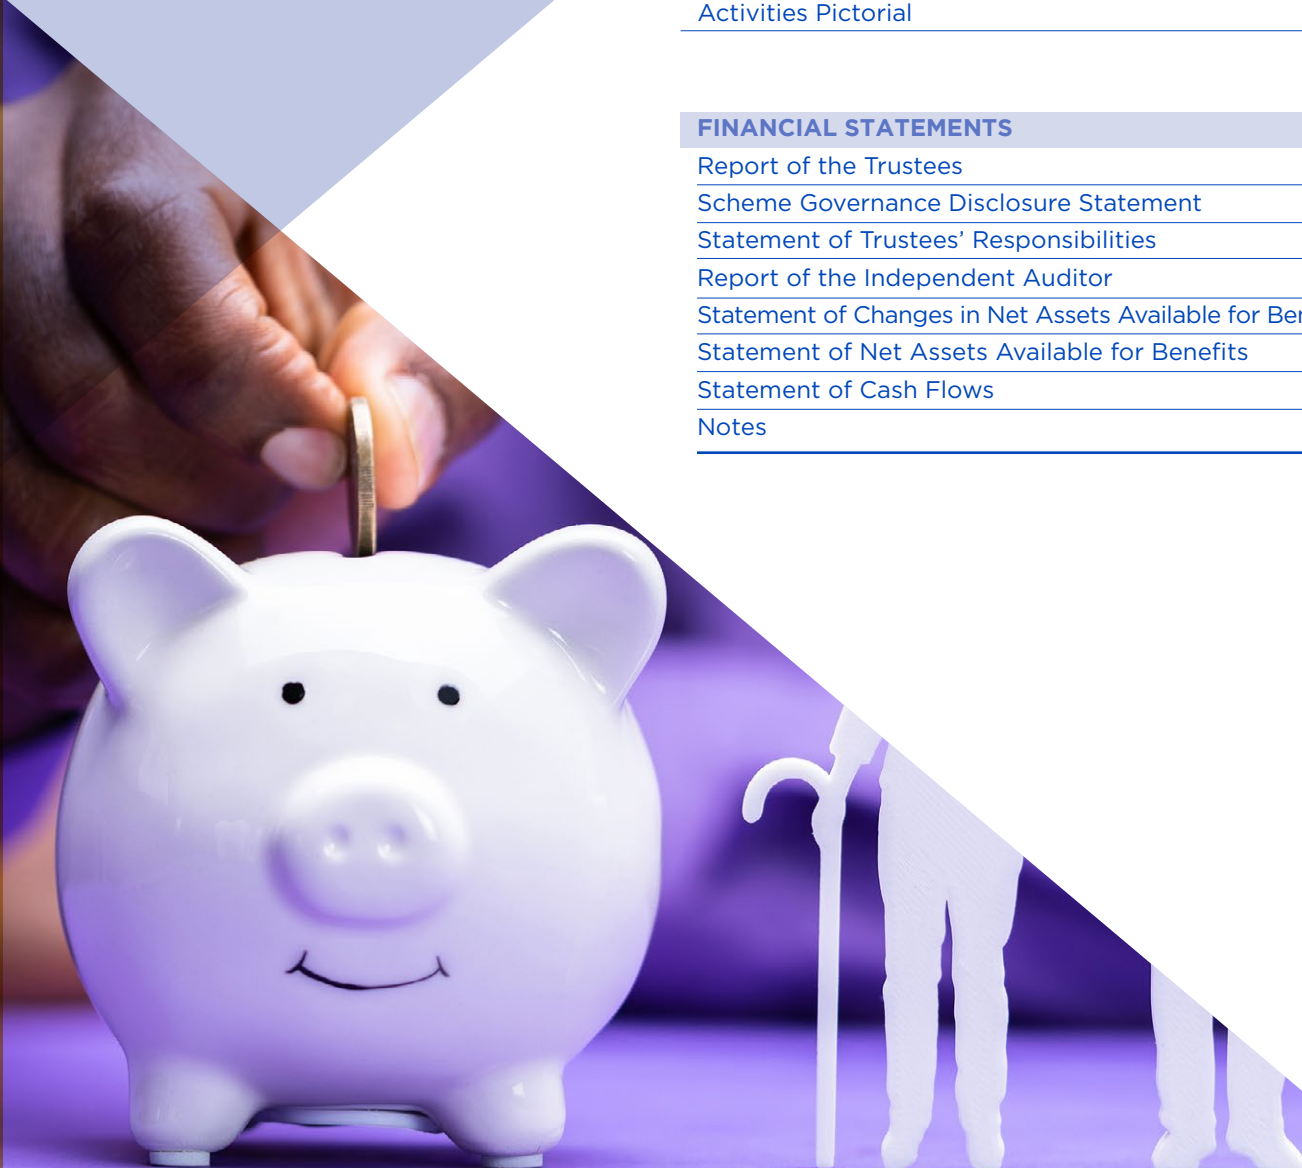 Activities Pictorial
FINANCIAL STATEMENTS
Report of the Trustees
Scheme Governance Disclosure Statement
Statement of Trustees’ Responsibilities
Report of the Independent Auditor
Statement of Changes in Net Assets Available for
Statement of Net Assets Available for Benefits
Statement of Cash Flows
Notes